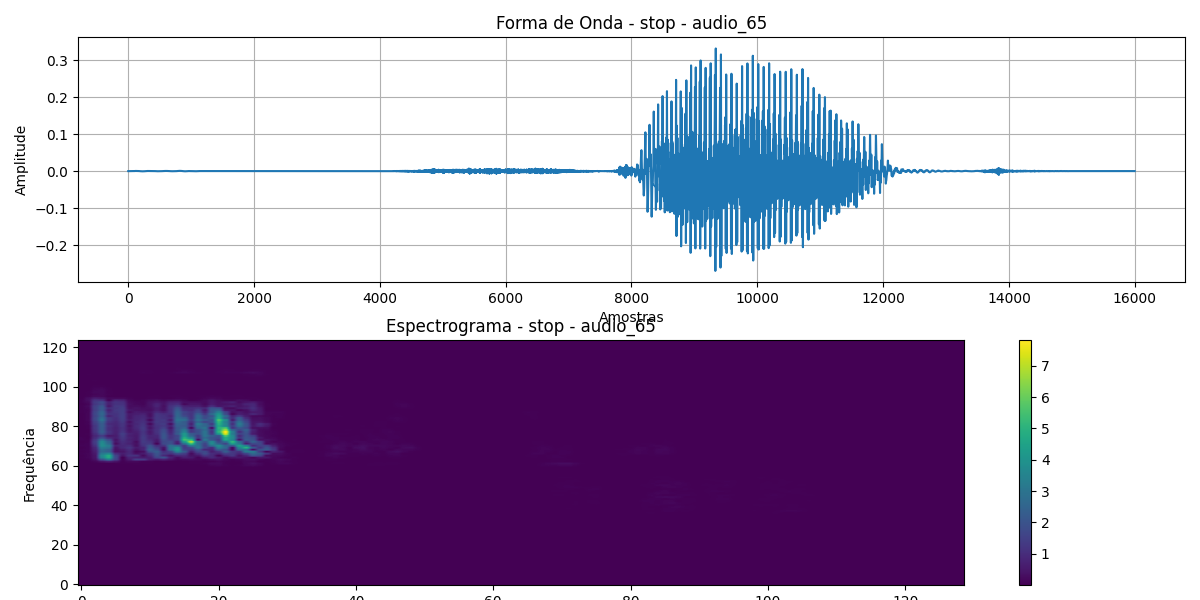 Forma de Onda - stop - audio_65
0.3
0.2
0.1
0.0
−0.1
−0.2
Amplitude
0 2000 4000 6000 8000 10000 12000 14000 16000
Amostras
Espectrograma - stop - audio_65
120
100
80
60
40
20
0
Frequência
7
6
5
4
3
2
1
0 20 40 60 80 100 120